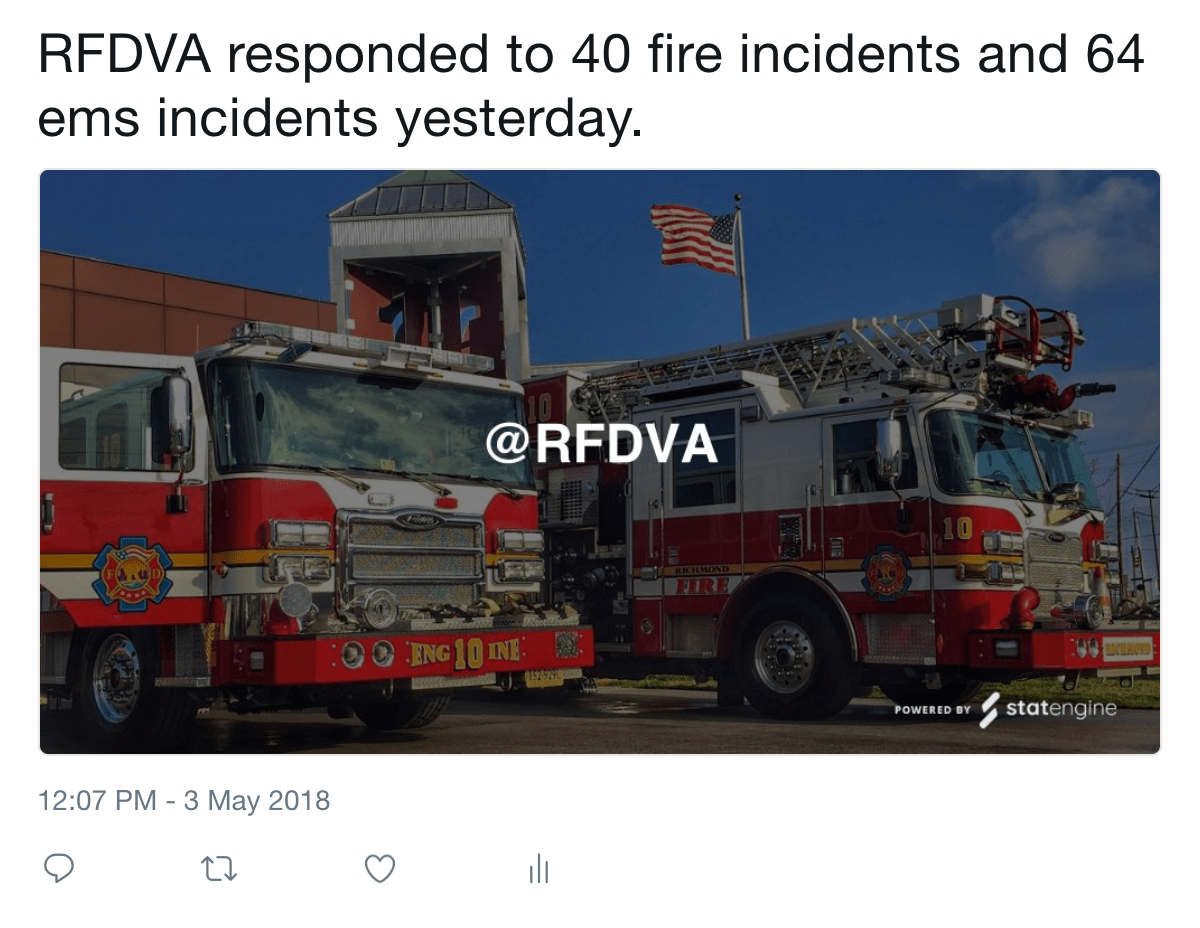 RFDVA responded to 40 fire incidents and 64
ems incidents yesterday.
10
@RFDVA
10
RICHMOND
FIRE
ENG 10 INE
POWERED BY statengine
12:07 PM - 3 May 2018